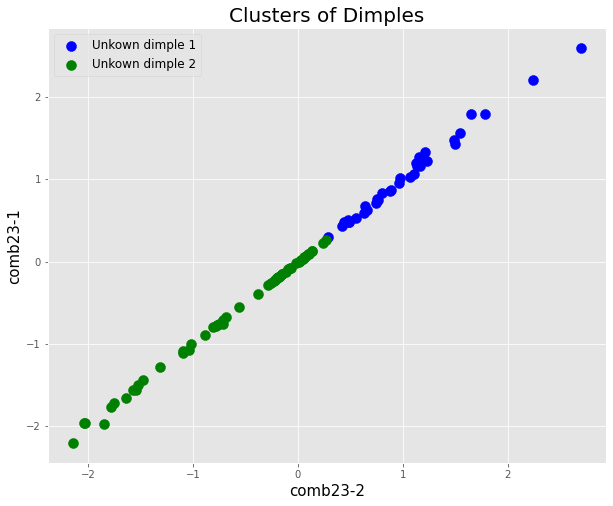 Clusters of Dimples
Unkown dimple 1
Unkown dimple 2
2
1
0
−1
−2
comb23-1
−2
−1
0
1
2
comb23-2